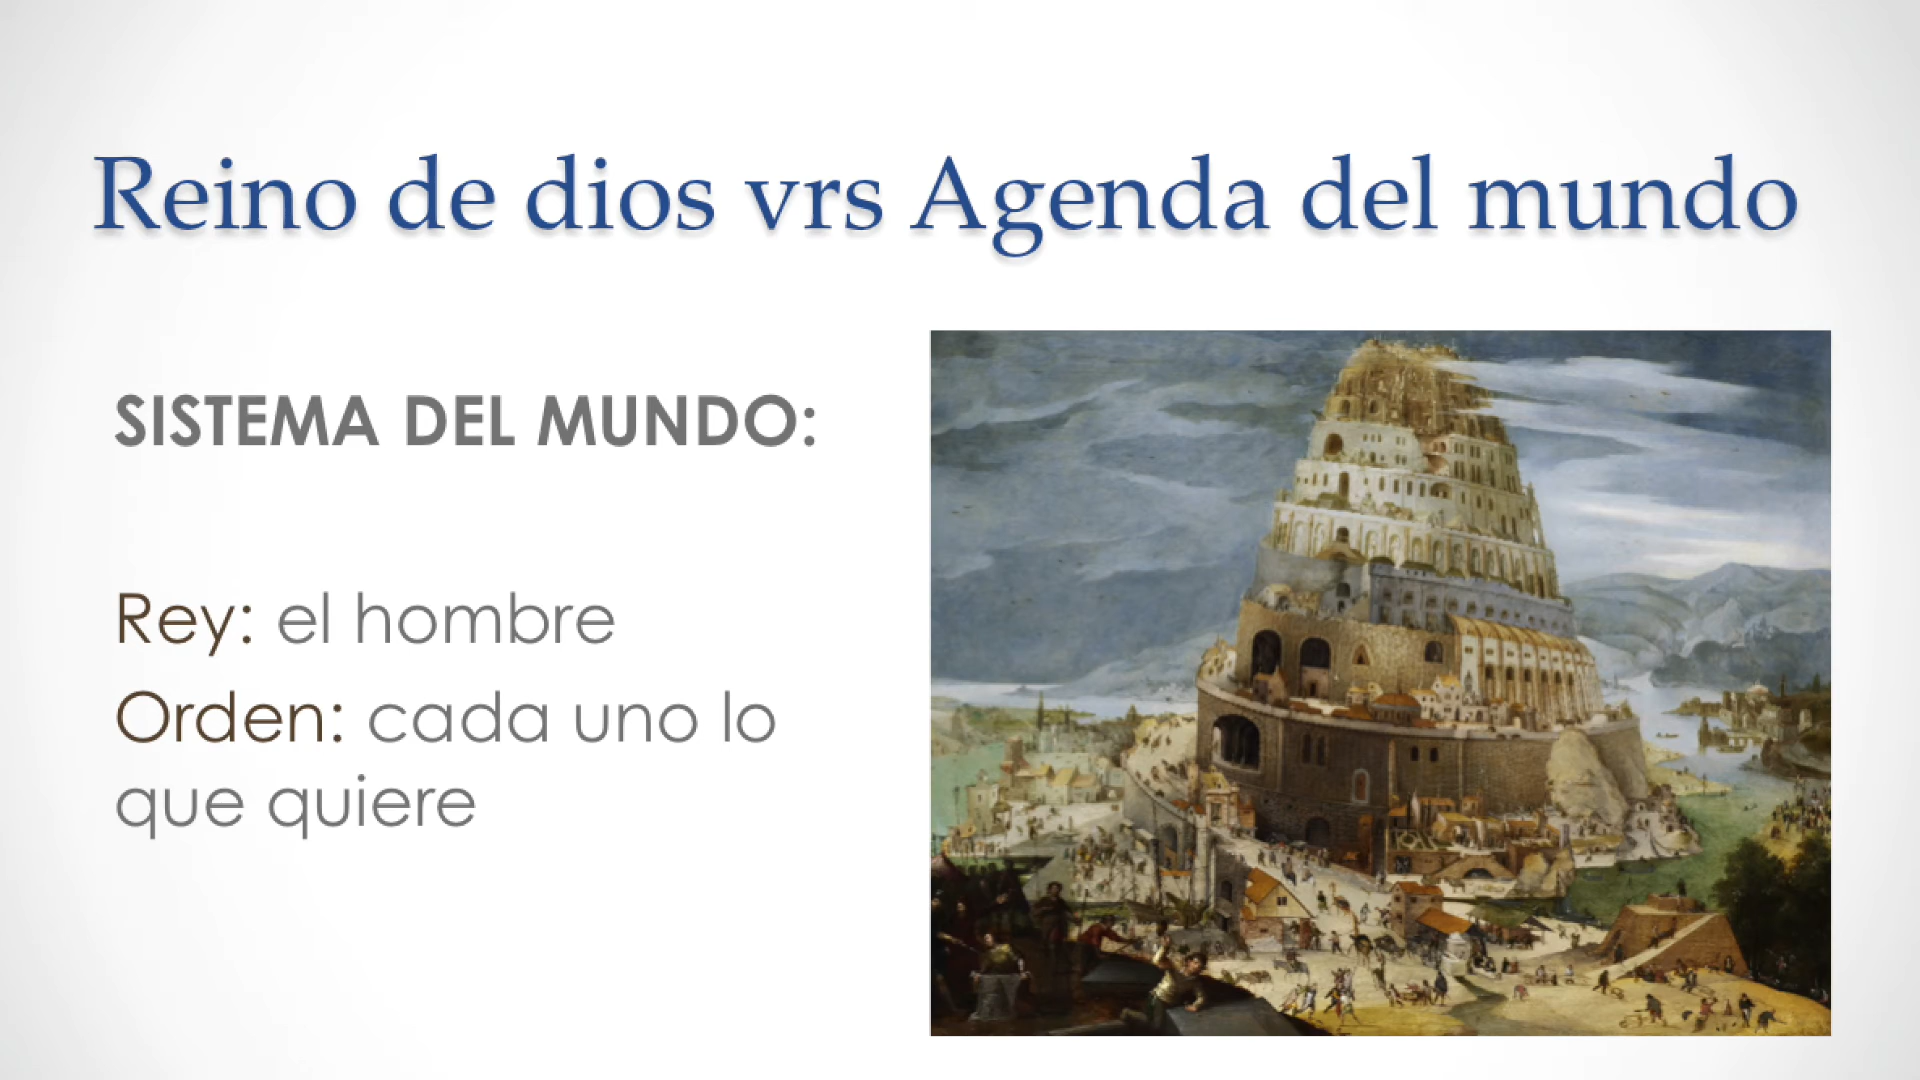 Reino de dios vrs Agenda del mundo
SISTEMA DEL MUNDO:
Rey: el hombre
Orden: cada uno lo
que quiere